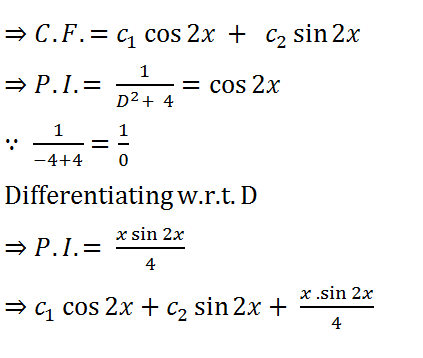 ⇒ C.F. = c₁ cos 2x + c₂ sin 2x
⇒ P.I. = 1/(D² + 4) = cos 2x
∵ 1/(−4+4) = 1/0
Differentiating w.r.t. D
⇒ P.I. = (x sin 2x)/4
⇒ c₁ cos 2x + c₂ sin 2x + (x .sin 2x)/4